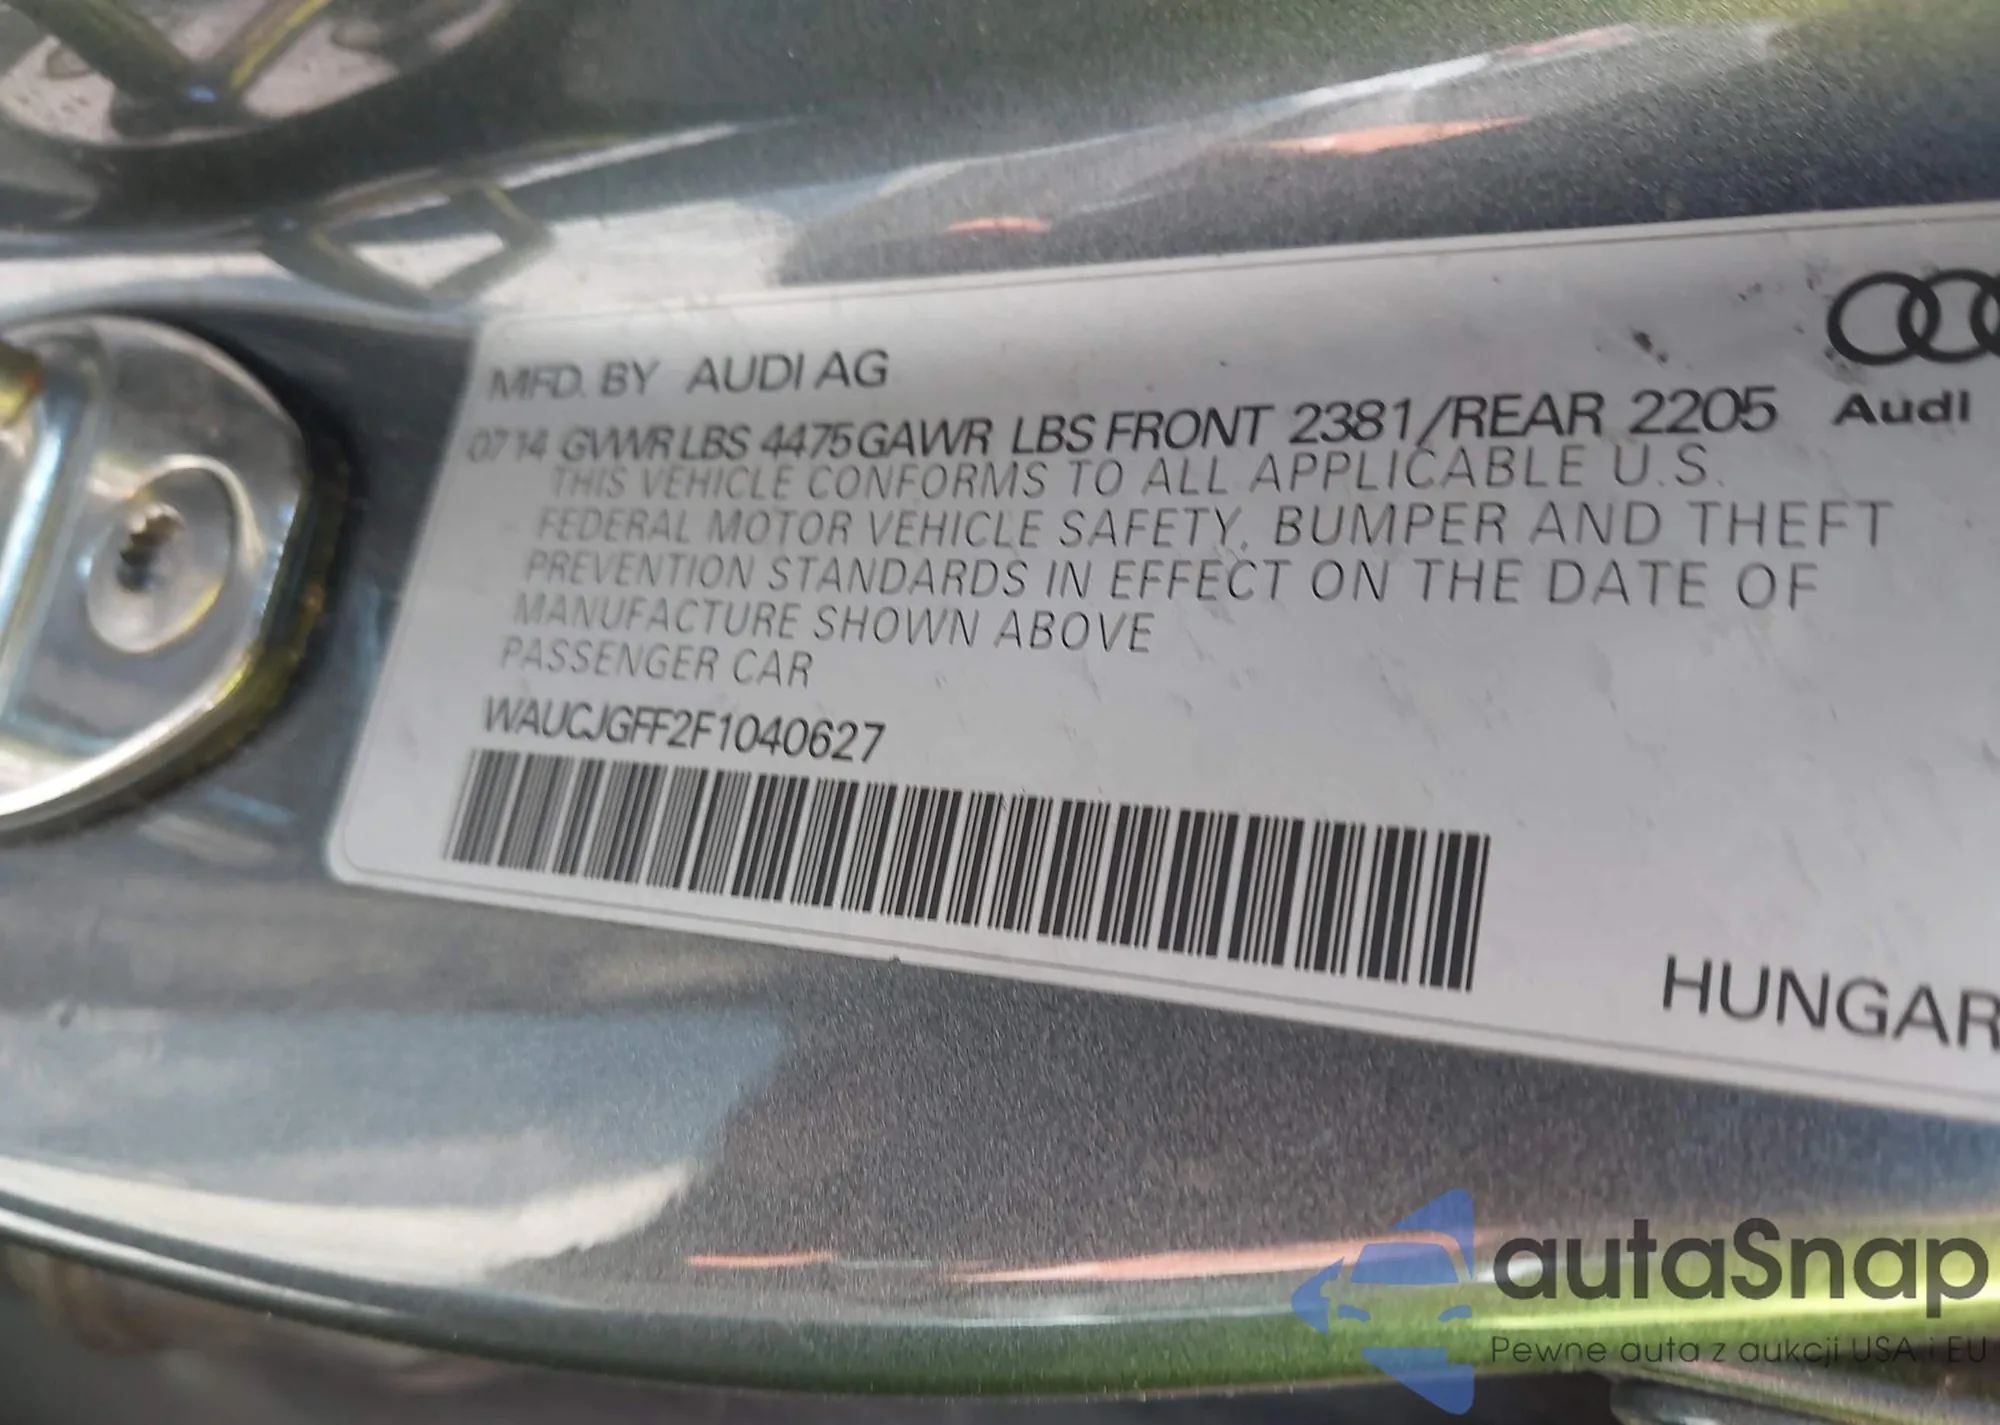 MFD. BY AUDI AG
0714 GVWR LBS 4475 GAWR LBS FRONT 2381/REAR 2205
Audi
THIS VEHICLE CONFORMS TO ALL APPLICABLE U.S.
FEDERAL MOTOR VEHICLE SAFETY, BUMPER AND THEFT
PREVENTION STANDARDS IN EFFECT ON THE DATE OF
MANUFACTURE SHOWN ABOVE
PASSENGER CAR
WAUCJGFF2F1040627
HUNGAR
autaSnap
Pewne auta z aukcji USA i EU